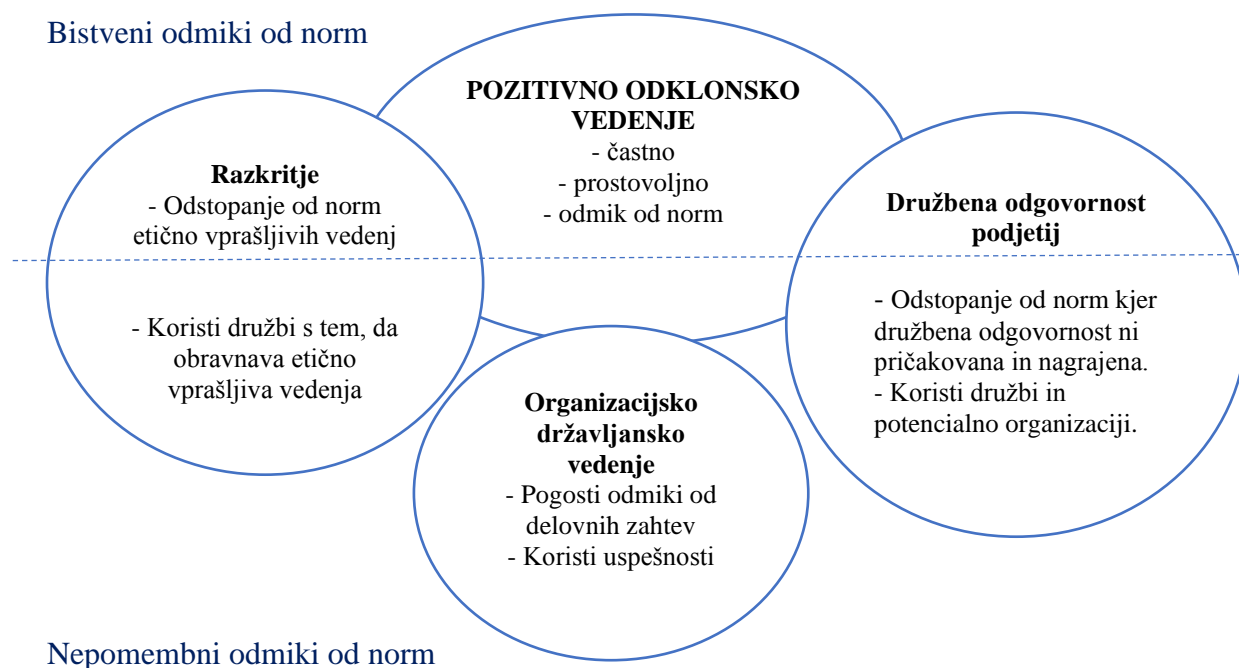 Bistveni odmiki od norm
POZITIVNO ODKLONSKO
VEDENJE
- častno
- prostovoljno
- odmik od norm
Razkritje
- Odstopanje od norm
etično vprašljivih vedenj
- Koristi družbi s tem, da
obravnava etično
vprašljiva vedenja
Družbena odgovornost
podjetij
- Odstopanje od norm kjer
družbena odgovornost ni
pričakovana in nagrajena.
- Koristi družbi in
potencialno organizaciji.
Organizacijsko
državljansko
vedenje
- Pogosti odmiki od
delovnih zahtev
- Koristi uspešnosti
Nepomembni odmiki od norm